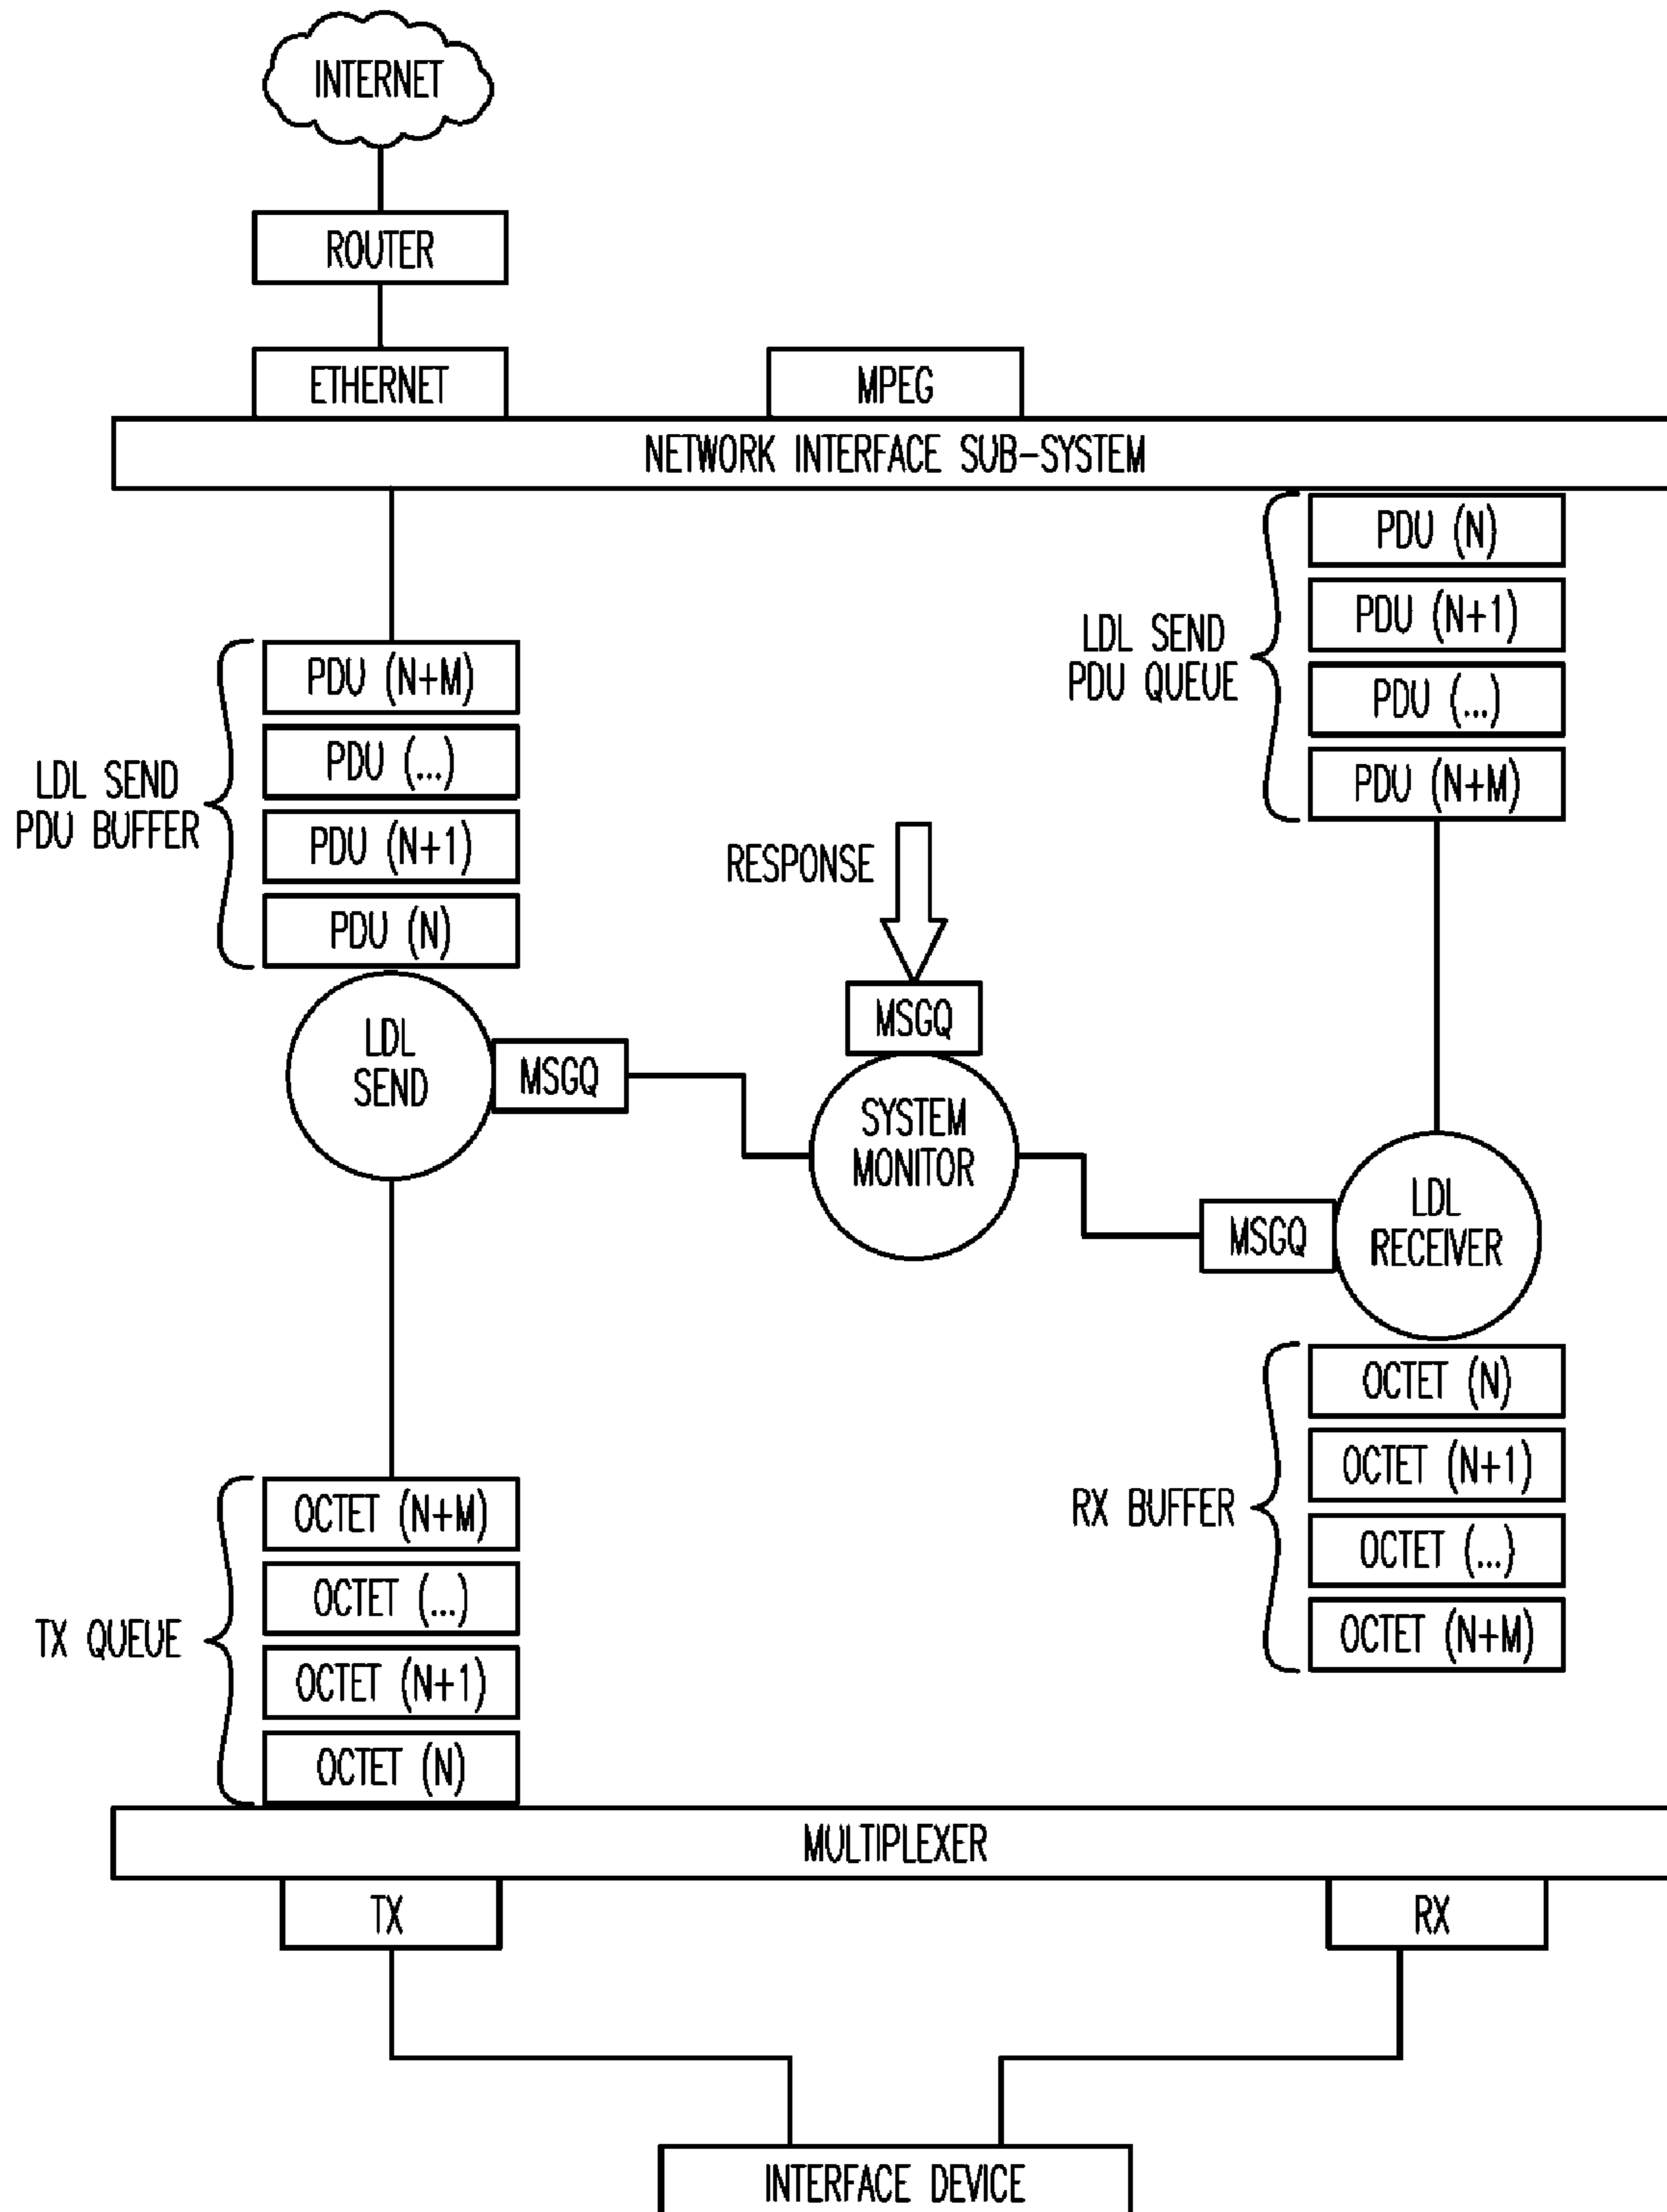 INTERNET
ROUTER
ETHERNET
MPEG
NETWORK INTERFACE SUB-SYSTEM
PDU (N)
PDU (N+1)
PDU (...)
PDU (N+M)
LDL SEND
PDU QUEUE
PDU (N+M)
PDU (...)
PDU (N+1)
PDU (N)
LDL SEND
PDU BUFFER
RESPONSE
MSGQ
LDL
SEND
MSGQ
SYSTEM
MONITOR
MSGQ
LDL
RECEIVER
OCTET (N)
OCTET (N+1)
OCTET (...)
OCTET (N+M)
RX BUFFER
OCTET (N+M)
OCTET (...)
OCTET (N+1)
OCTET (N)
TX QUEUE
MULTIPLEXER
TX
RX
INTERFACE DEVICE